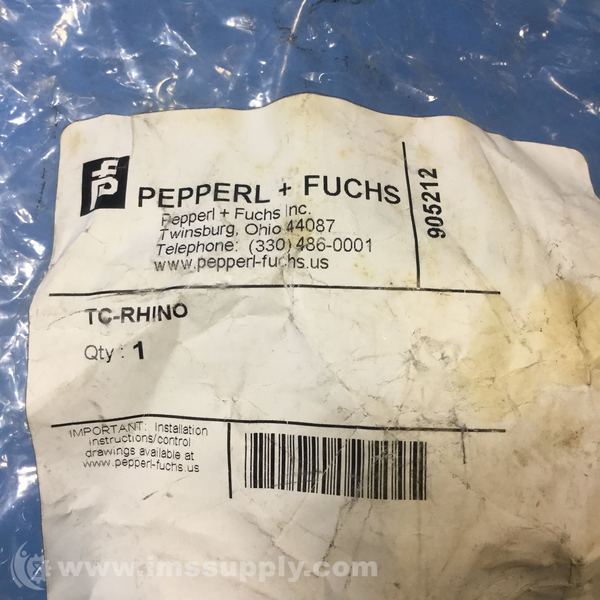 PEPPERL + FUCHS
Pepperl + Fuchs Inc.
Twinsburg, Ohio 44087
Telephone: (330) 486-0001
www.pepperl-fuchs.us
905212
TC-RHINO
Qty : 1
IMPORTANT: Installation
instructions/control
drawings available at
www.pepperl-fuchs.us
www.imssupply.com